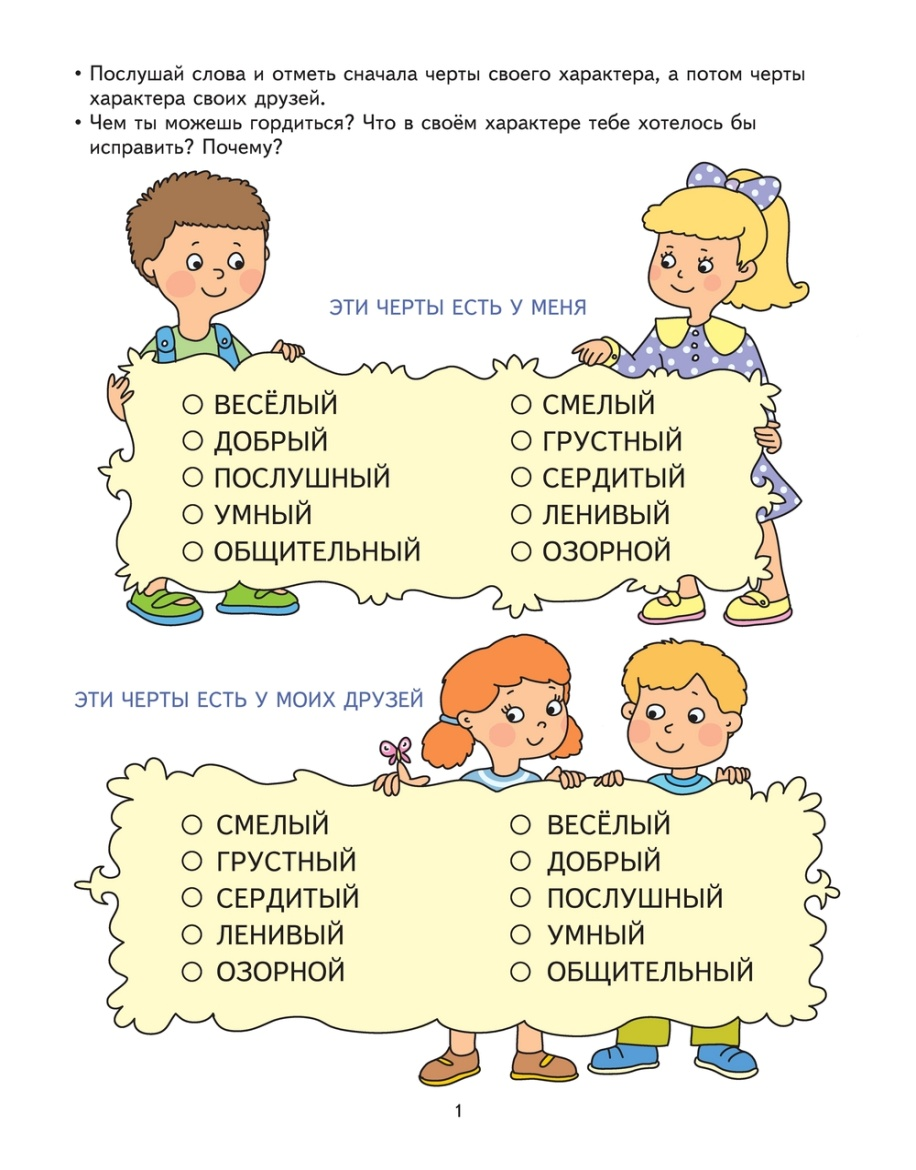 • Послушай слова и отметь сначала черты своего характера, а потом черты
характера своих друзей.
• Чем ты можешь гордиться? Что в своём характере тебе хотелось бы
исправить? Почему?
ЭТИ ЧЕРТЫ ЕСТЬ У МЕНЯ
ВЕСЁЛЫЙ
ДОБРЫЙ
ПОСЛУШНЫЙ
УМНЫЙ
ОБЩИТЕЛЬНЫЙ
СМЕЛЫЙ
ГРУСТНЫЙ
СЕРДИТЫЙ
ЛЕНИВЫЙ
ОЗОРНОЙ
ЭТИ ЧЕРТЫ ЕСТЬ У МОИХ ДРУЗЕЙ
СМЕЛЫЙ
ГРУСТНЫЙ
СЕРДИТЫЙ
ЛЕНИВЫЙ
ОЗОРНОЙ
ВЕСЁЛЫЙ
ДОБРЫЙ
ПОСЛУШНЫЙ
УМНЫЙ
ОБЩИТЕЛЬНЫЙ
1